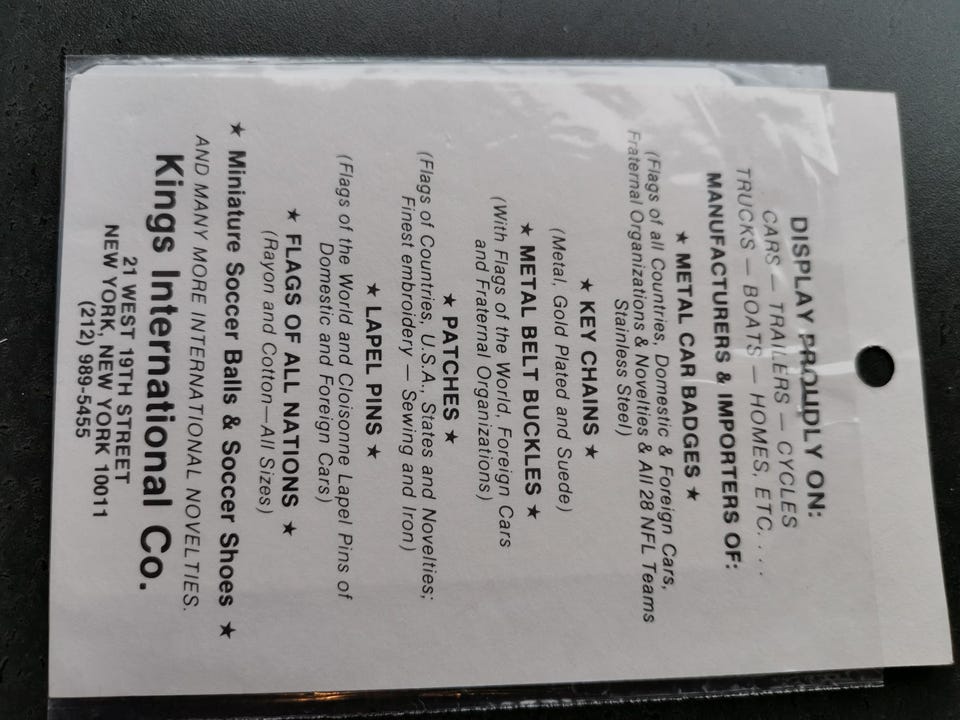 DISPLAY PROUDLY ON:
CARS — TRAILERS — CYCLES
TRUCKS — BOATS — HOMES, ETC. . . .
MANUFACTURERS & IMPORTERS OF:
★ METAL CAR BADGES ★
(Flags of all Countries, Domestic & Foreign Cars,
Fraternal Organizations & Novelties & All 28 NFL Teams
Stainless Steel)
★ KEY CHAINS ★
(Metal, Gold Plated and Suede)
★ METAL BELT BUCKLES ★
(With Flags of the World, Foreign Cars
and Fraternal Organizations)
★ PATCHES ★
(Flags of Countries, U.S.A., States and Novelties;
Finest embroidery — Sewing and Iron)
★ LAPEL PINS ★
(Flags of the World and Cloisonne Lapel Pins of
Domestic and Foreign Cars)
★ FLAGS OF ALL NATIONS ★
(Rayon and Cotton—All Sizes)
★ Miniature Soccer Balls & Soccer Shoes ★
AND MANY MORE INTERNATIONAL NOVELTIES.
Kings International Co.
21 WEST 19TH STREET
NEW YORK, NEW YORK 10011
(212) 989-5455